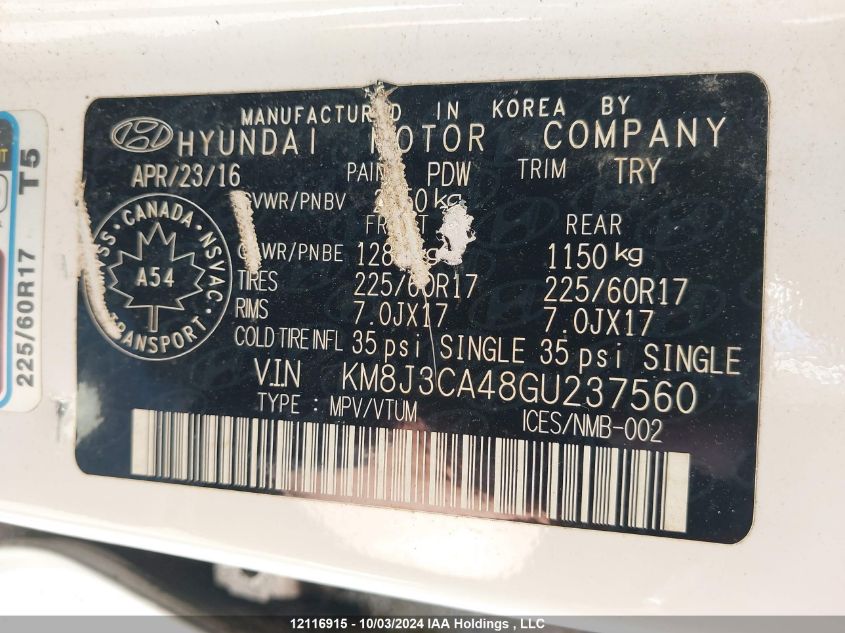 MANUFACTURED IN KOREA BY
HYUNDAI MOTOR COMPANY
APR/23/16 PAINT PDW TRIM TRY
GVWR/PNBV kg
FRONT REAR
GAWR/PNBE kg 1150 kg
TIRES 225/60R17 225/60R17
RIMS 7.0JX17 7.0JX17
COLD TIRE INFL 35 psi SINGLE 35 psi SINGLE
V.I.N KM8J3CA48GU237560
TYPE : MPV/VTUM ICES/NMB-002
CANADA NSVAC
A54
TRANSPORT
225/60R17 T5
12116915 - 10/03/2024 IAA Holdings , LLC